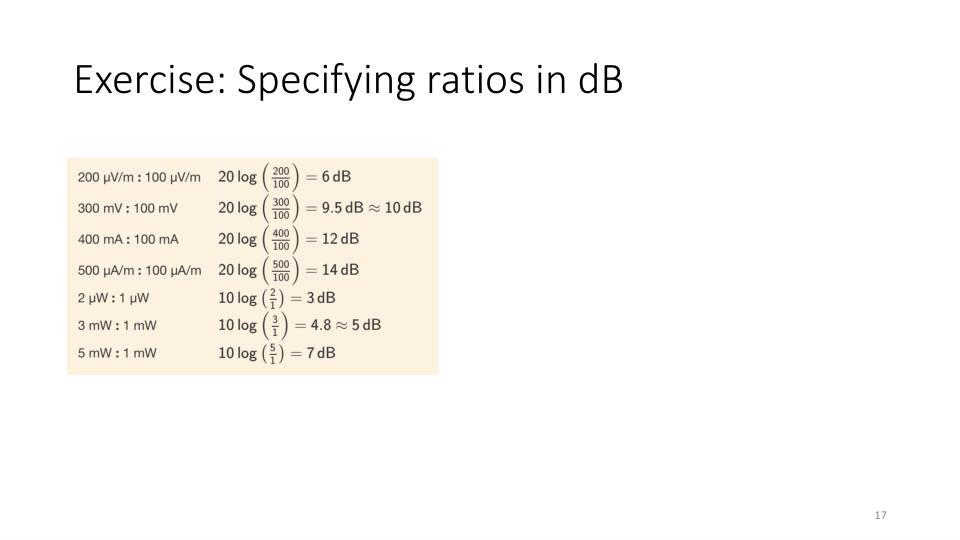 Exercise: Specifying ratios in dB
200 µV/m : 100 µV/m 20 log (200/100) = 6 dB
300 mV : 100 mV 20 log (300/100) = 9.5 dB ≈ 10 dB
400 mA : 100 mA 20 log (400/100) = 12 dB
500 µA/m : 100 µA/m 20 log (500/100) = 14 dB
2 µW : 1 µW 10 log (2/1) = 3 dB
3 mW : 1 mW 10 log (3/1) = 4.8 ≈ 5 dB
5 mW : 1 mW 10 log (5/1) = 7 dB
17